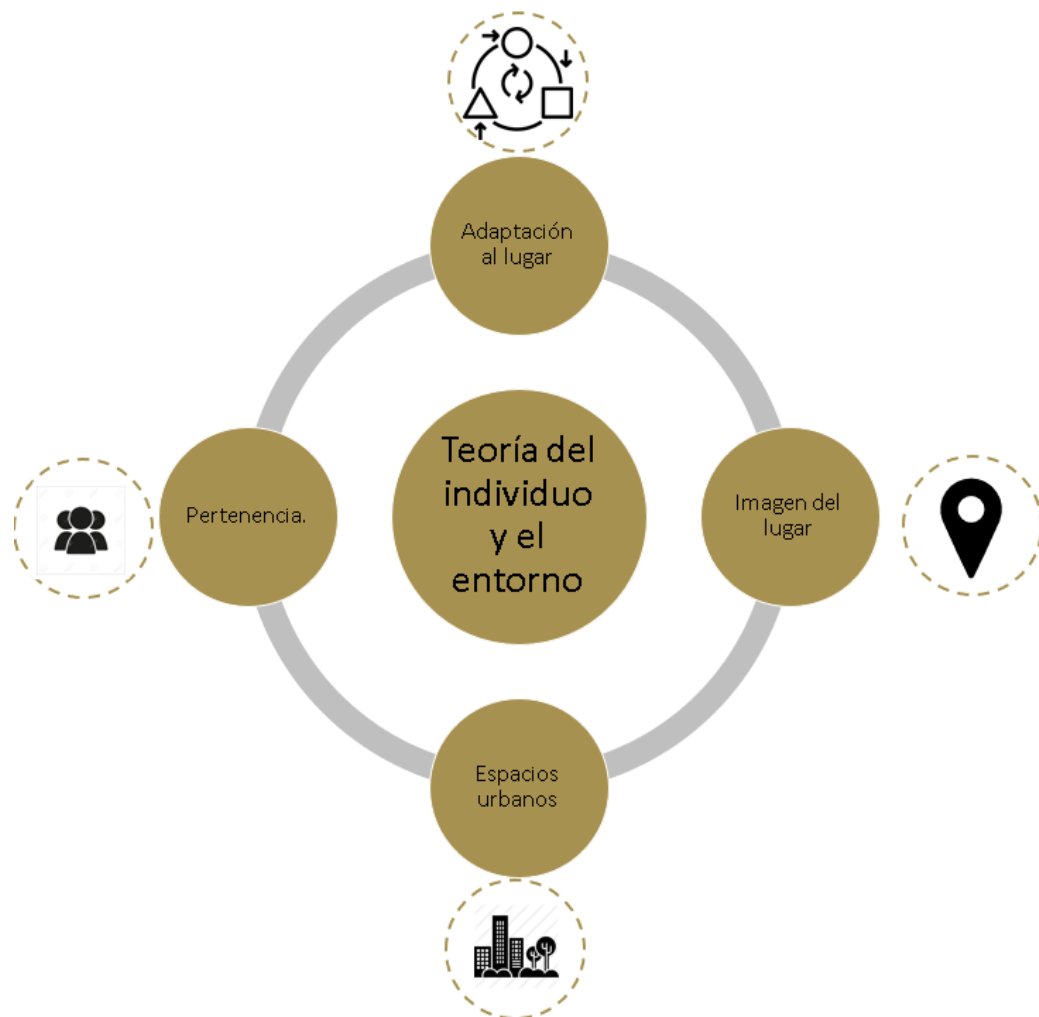 Adaptación
al lugar
Teoría del
individuo
y el
entorno
Pertenencia.
Imagen del
lugar
Espacios
urbanos